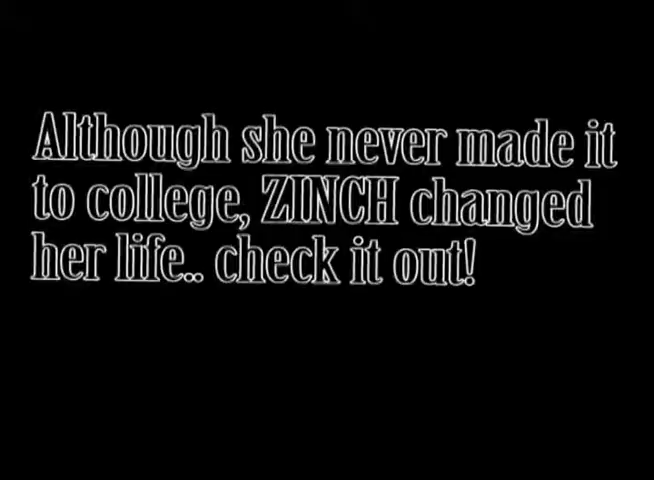 Although she never made it
to college, ZINCH changed
her life.. check it out!